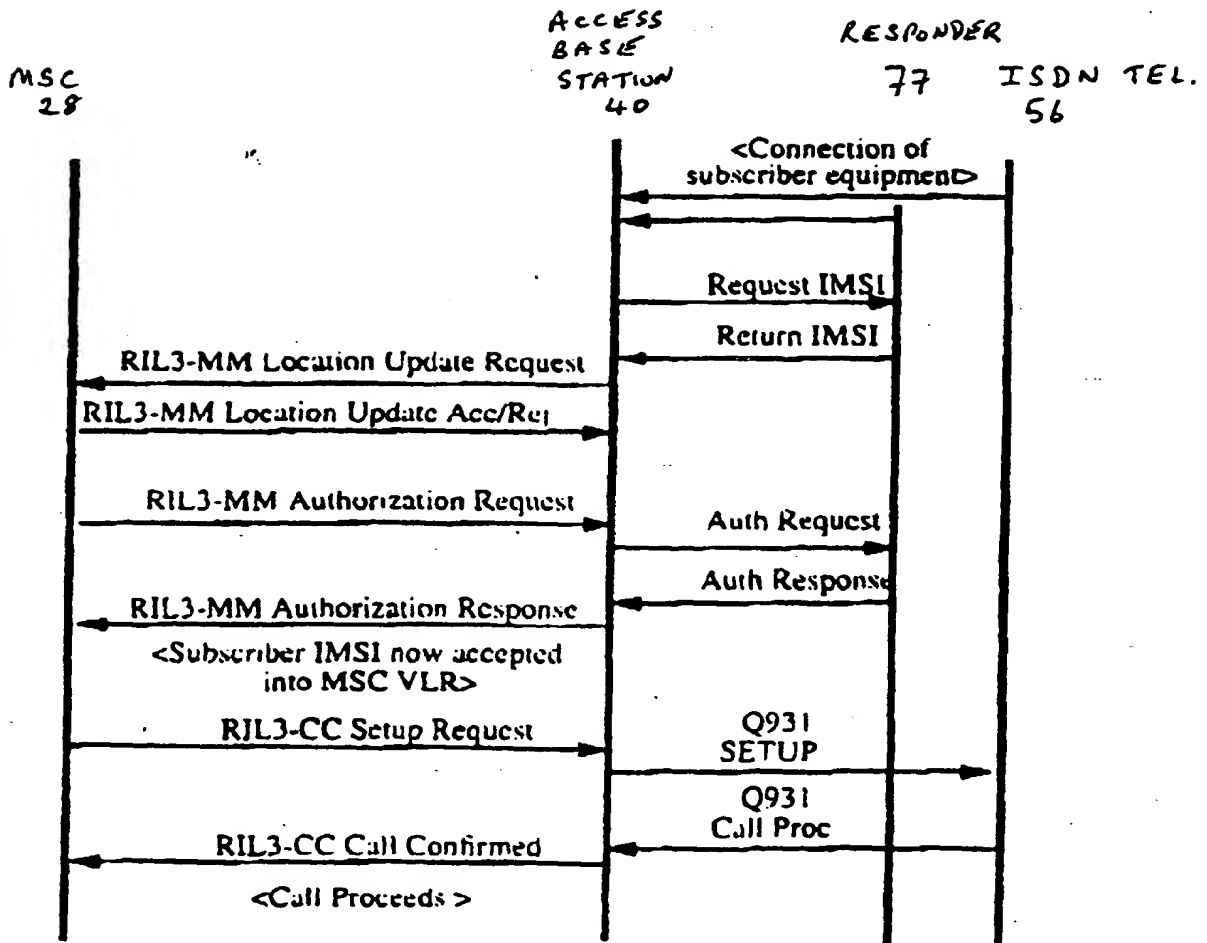 ACCESS
BASE
STATION
40
RESPONDER
77
ISDN TEL.
56
MSC
28
<Connection of
subscriber equipment>
Request IMSI
Return IMSI
RIL3-MM Location Update Request
RIL3-MM Location Update Acc/Rej
RIL3-MM Authorization Request
Auth Request
Auth Response
RIL3-MM Authorization Response
<Subscriber IMSI now accepted
into MSC VLR>
RIL3-CC Setup Request
Q931
SETUP
Q931
Call Proc
RIL3-CC Call Confirmed
<Call Proceeds >